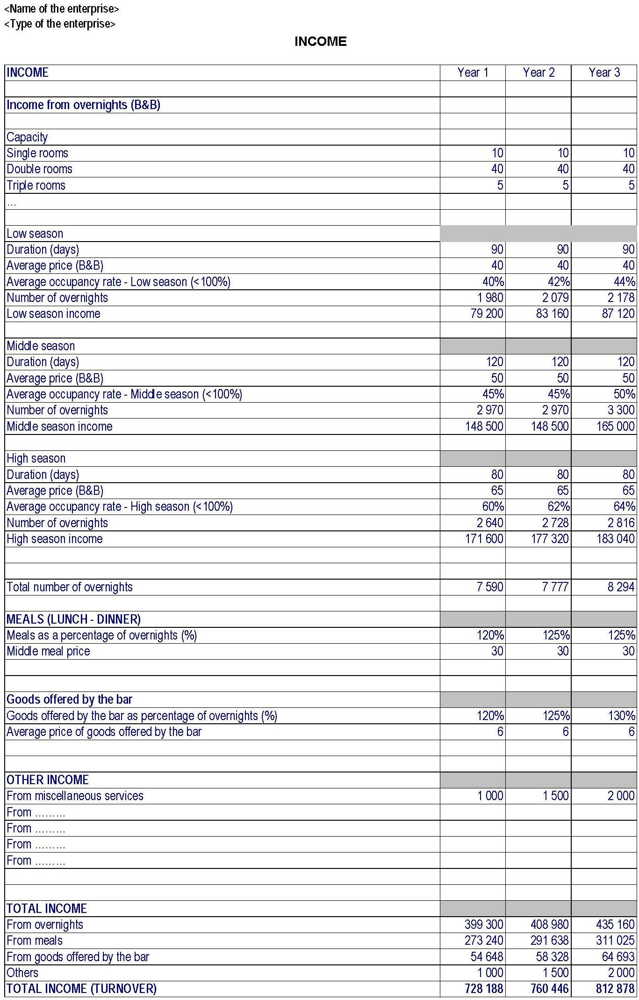 <Name of the enterprise>
<Type of the enterprise>
INCOME
INCOME Year 1 Year 2 Year 3
Income from overnights (B&B)
Capacity
Single rooms 10 10 10
Double rooms 40 40 40
Triple rooms 5 5 5
...
Low season
Duration (days) 90 90 90
Average price (B&B) 40 40 40
Average occupancy rate - Low season (<100%) 40% 42% 44%
Number of overnights 1 980 2 079 2 178
Low season income 79 200 83 160 87 120
Middle season
Duration (days) 120 120 120
Average price (B&B) 50 50 50
Average occupancy rate - Middle season (<100%) 45% 45% 50%
Number of overnights 2 970 2 970 3 300
Middle season income 148 500 148 500 165 000
High season
Duration (days) 80 80 80
Average price (B&B) 65 65 65
Average occupancy rate - High season (<100%) 60% 62% 64%
Number of overnights 2 640 2 728 2 816
High season income 171 600 177 320 183 040
Total number of overnights 7 590 7 777 8 294
MEALS (LUNCH - DINNER)
Meals as a percentage of overnights (%) 120% 125% 125%
Middle meal price 30 30 30
Goods offered by the bar
Goods offered by the bar as percentage of overnights (%) 120% 125% 130%
Average price of goods offered by the bar 6 6 6
OTHER INCOME
From miscellaneous services 1 000 1 500 2 000
From .........
From .........
From .........
From .........
TOTAL INCOME
From overnights 399 300 408 980 435 160
From meals 273 240 291 638 311 025
From goods offered by the bar 54 648 58 328 64 693
Others 1 000 1 500 2 000
TOTAL INCOME (TURNOVER) 728 188 760 446 812 878